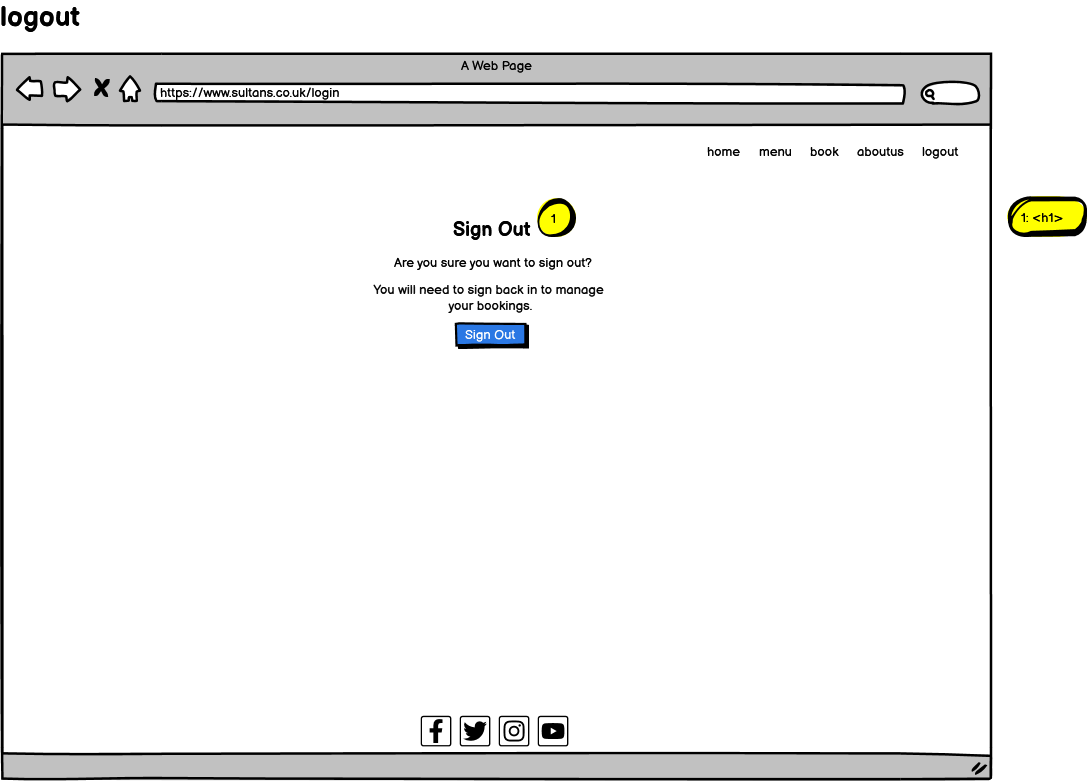 logout
A Web Page
https://www.sultans.co.uk/login
home menu book aboutus logout
Sign Out 1
1: <h1>
Are you sure you want to sign out?
You will need to sign back in to manage
your bookings.
Sign Out